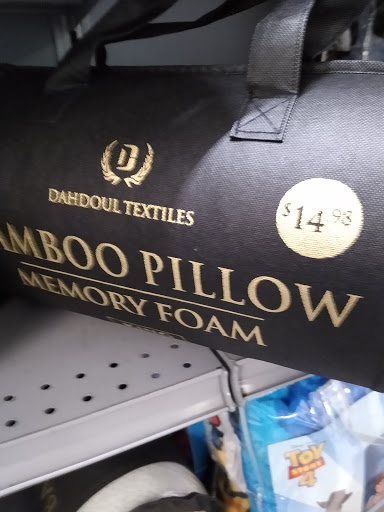 D
DAHDOUL TEXTILES
$14.98
AMBOO PILLOW
MEMORY FOAM
TOY
STORY
4